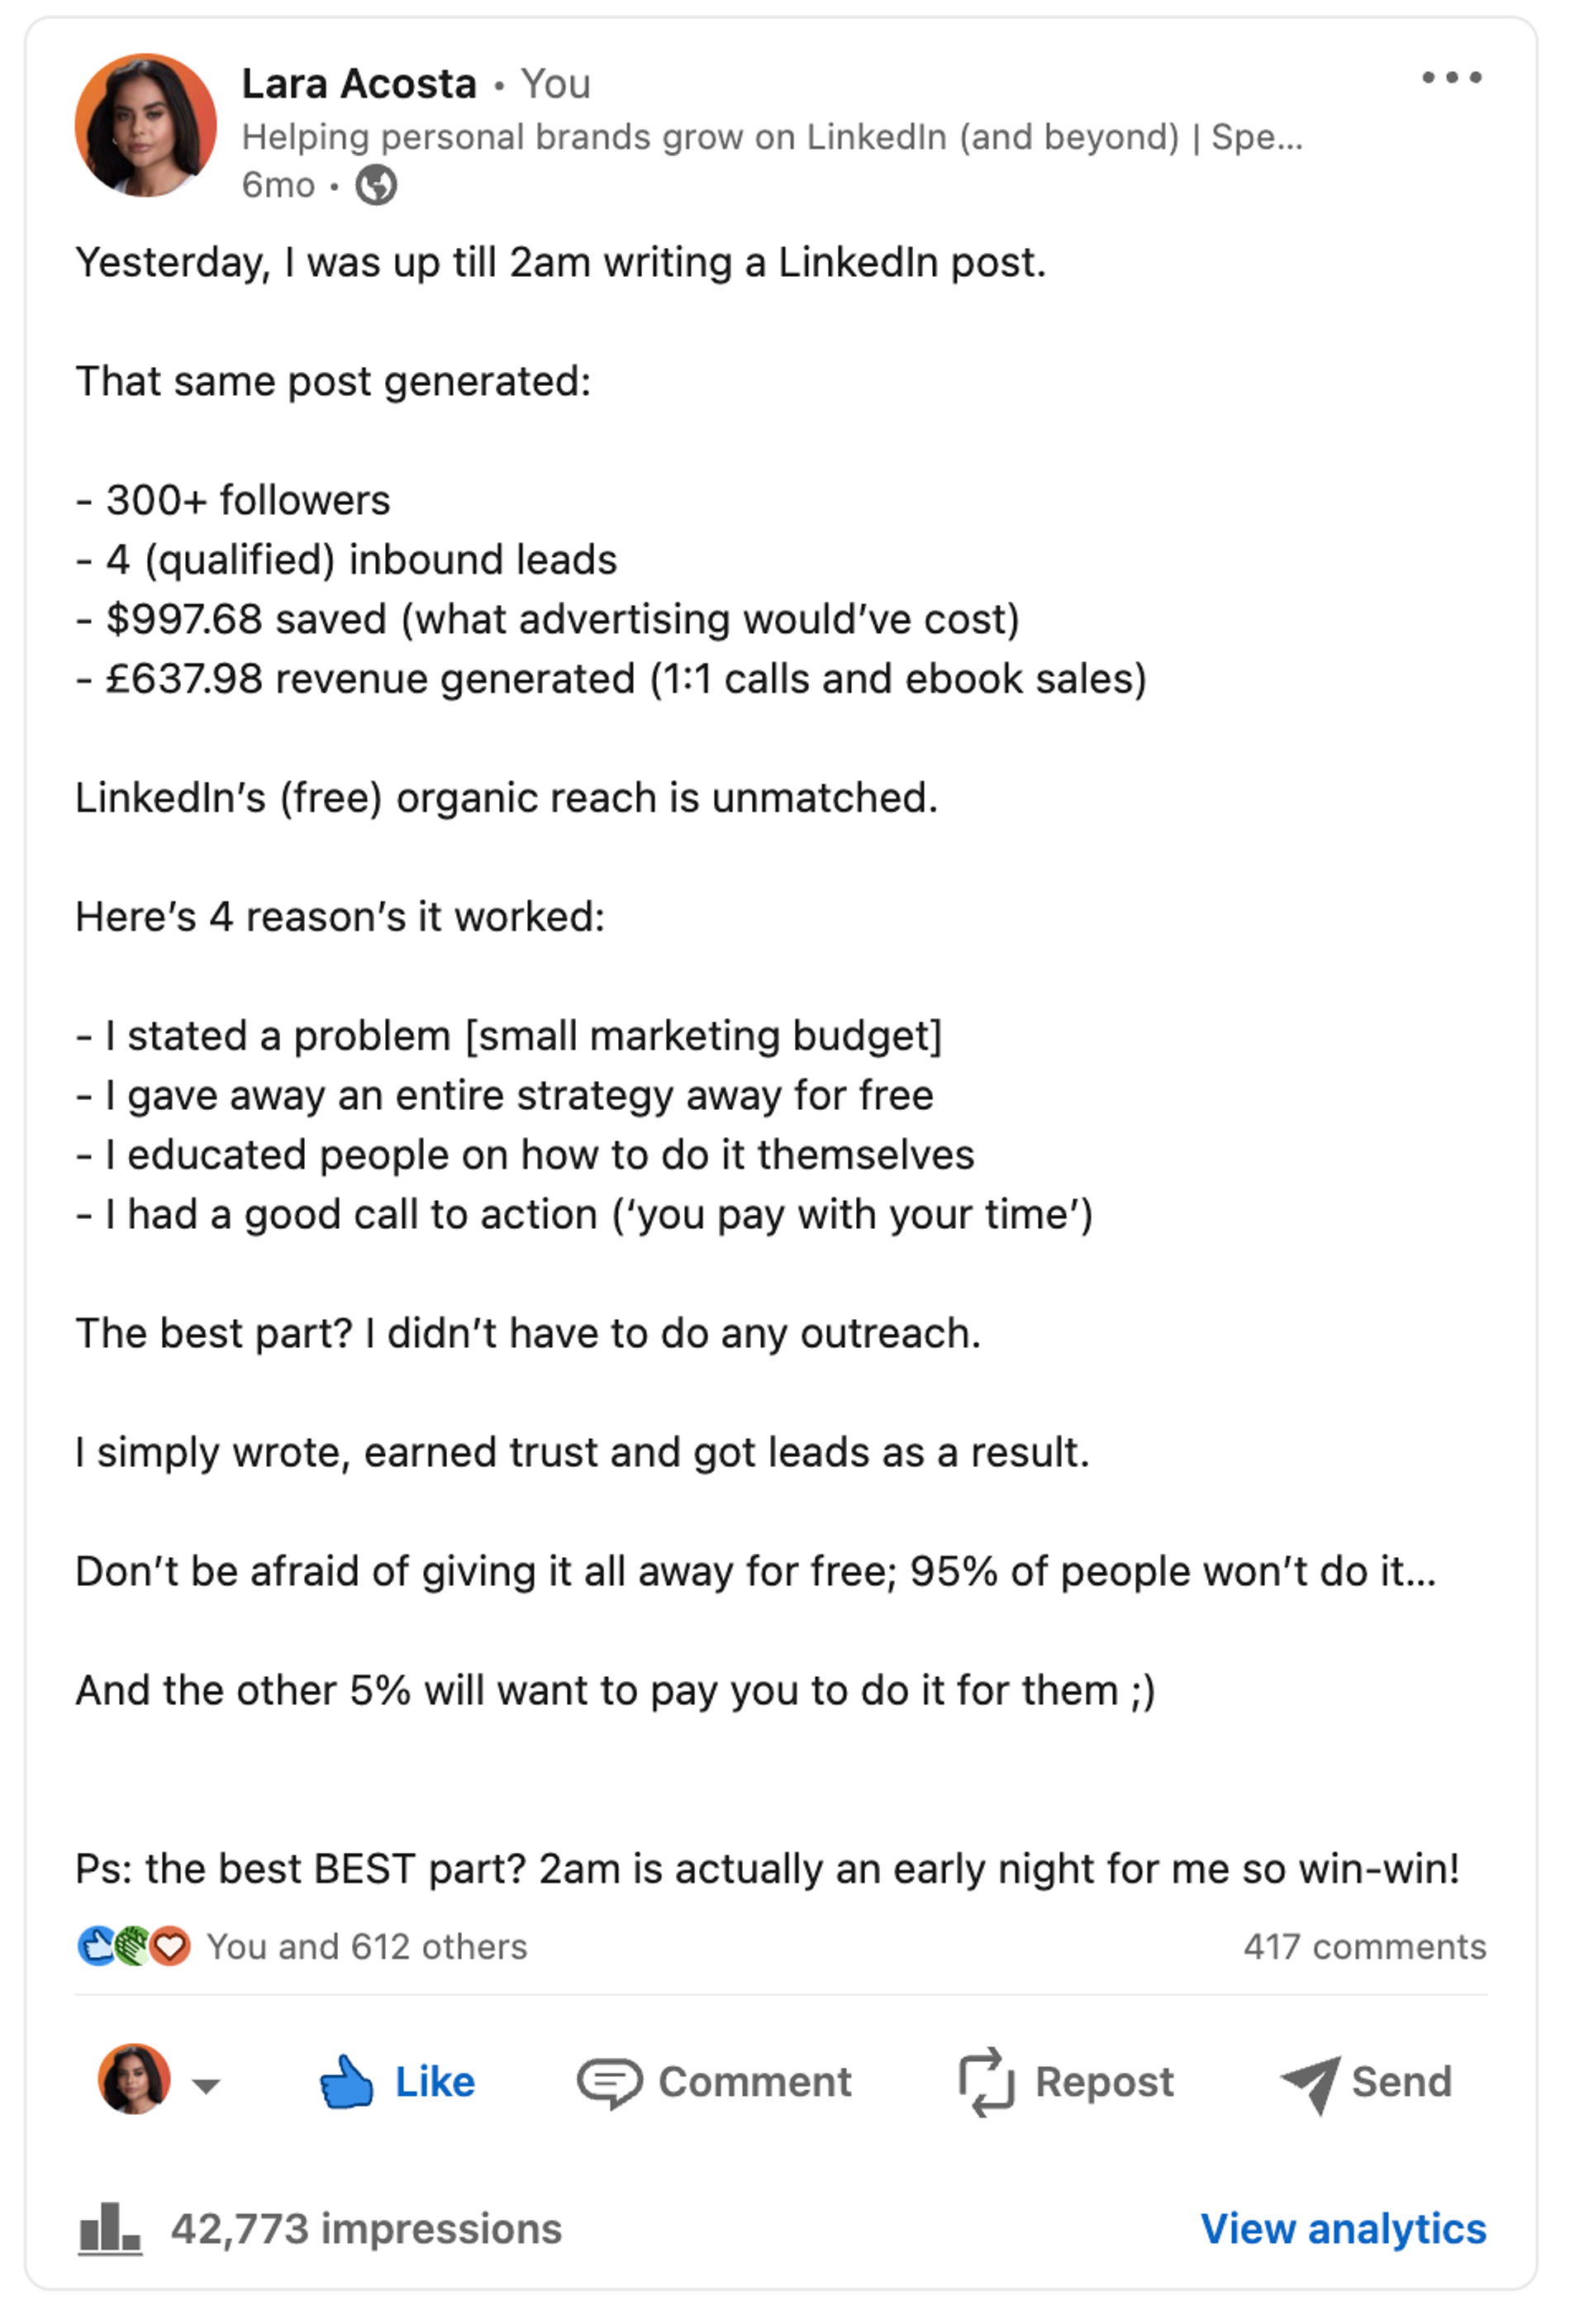 Lara Acosta • You
Helping personal brands grow on LinkedIn (and beyond) | Spe...
6mo •
Yesterday, I was up till 2am writing a LinkedIn post.
That same post generated:
- 300+ followers
- 4 (qualified) inbound leads
- $997.68 saved (what advertising would’ve cost)
- £637.98 revenue generated (1:1 calls and ebook sales)
LinkedIn’s (free) organic reach is unmatched.
Here’s 4 reason’s it worked:
- I stated a problem [small marketing budget]
- I gave away an entire strategy away for free
- I educated people on how to do it themselves
- I had a good call to action (‘you pay with your time’)
The best part? I didn’t have to do any outreach.
I simply wrote, earned trust and got leads as a result.
Don’t be afraid of giving it all away for free; 95% of people won’t do it...
And the other 5% will want to pay you to do it for them ;)
Ps: the best BEST part? 2am is actually an early night for me so win-win!
You and 612 others 417 comments
Like Comment Repost Send
42,773 impressions View analytics